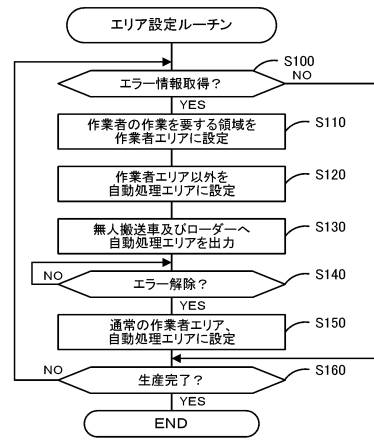 エリア設定ルーチン
S100
エラー情報取得？
NO
YES
作業者の作業を要する領域を
作業者エリアに設定
S110
作業者エリア以外を
自動処理エリアに設定
S120
無人搬送車及びローダーへ
自動処理エリアを出力
S130
NO
エラー解除？
S140
YES
通常の作業者エリア、
自動処理エリアに設定
S150
NO
生産完了？
S160
YES
END